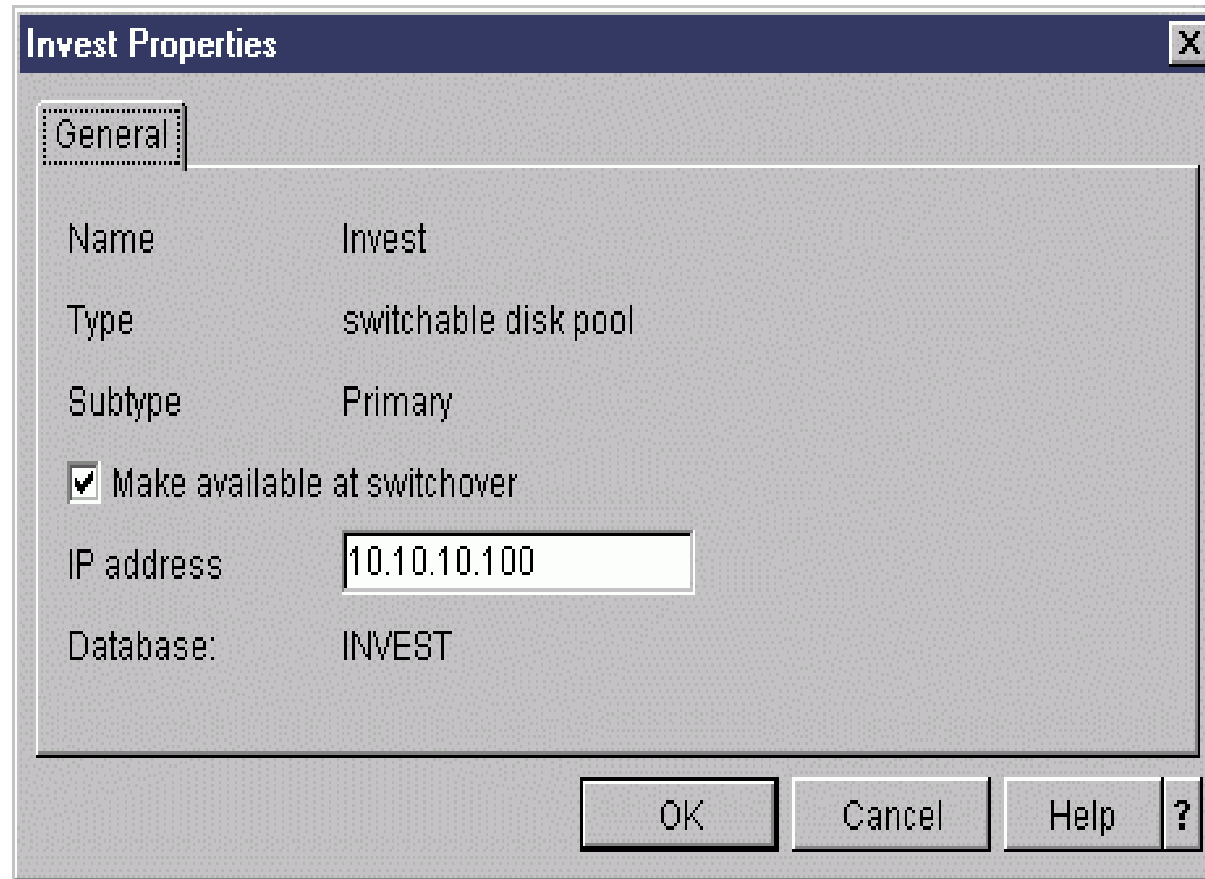 Invest Properties X
General
Name Invest
Type switchable disk pool
Subtype Primary
Make available at switchover
IP address 10.10.10.100
Database: INVEST
OK Cancel Help ?